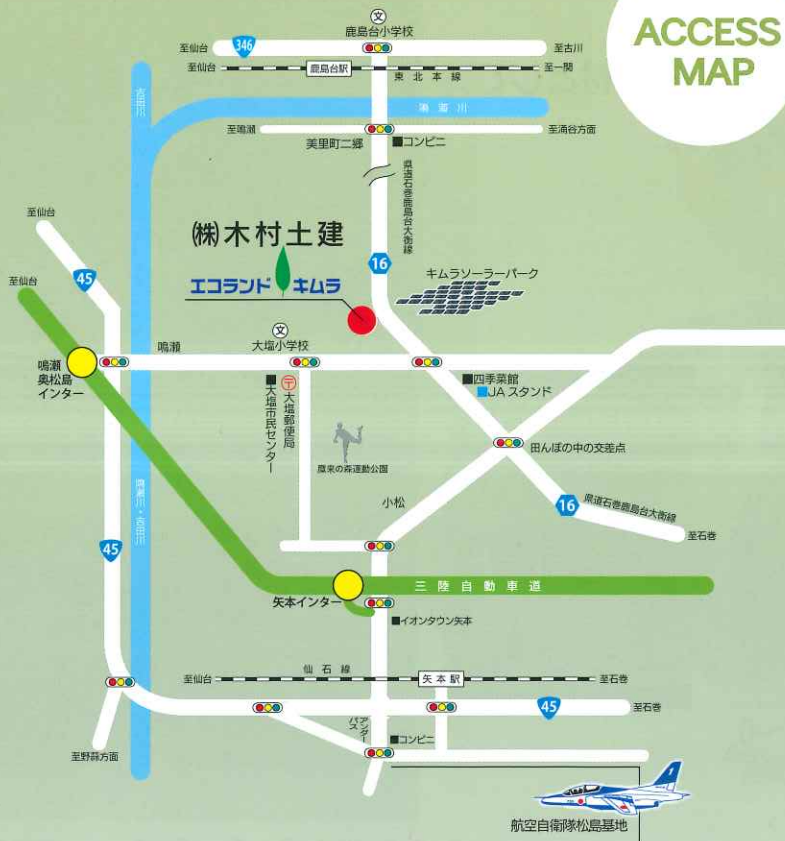 ACCESS
MAP
文
鹿島台小学校
至仙台
346
至古川
至仙台
鹿島台駅
東北本線
至一関
吉田川
鳴瀬川
至鳴瀬
美里町二郷
■コンビニ
至涌谷方面
県道石巻鹿島台大衡線
至仙台
(株)木村土建
エコランド キムラ
16
キムラソーラーパーク
45
至仙台
文
大塩小学校
鳴瀬
鳴瀬
奥松島
インター
■大塩市民センター
〒大塩郵便局
■四季菜館
■JAスタンド
鷹来の森運動公園
田んぼの中の交差点
小松
16
県道石巻鹿島台大衡線
至石巻
鳴瀬川・吉田川
45
矢本インター
三陸自動車道
■イオンタウン矢本
至仙台
仙石線
矢本駅
至石巻
45
至石巻
アンダー
パス
■コンビニ
至野蒜方面
航空自衛隊松島基地